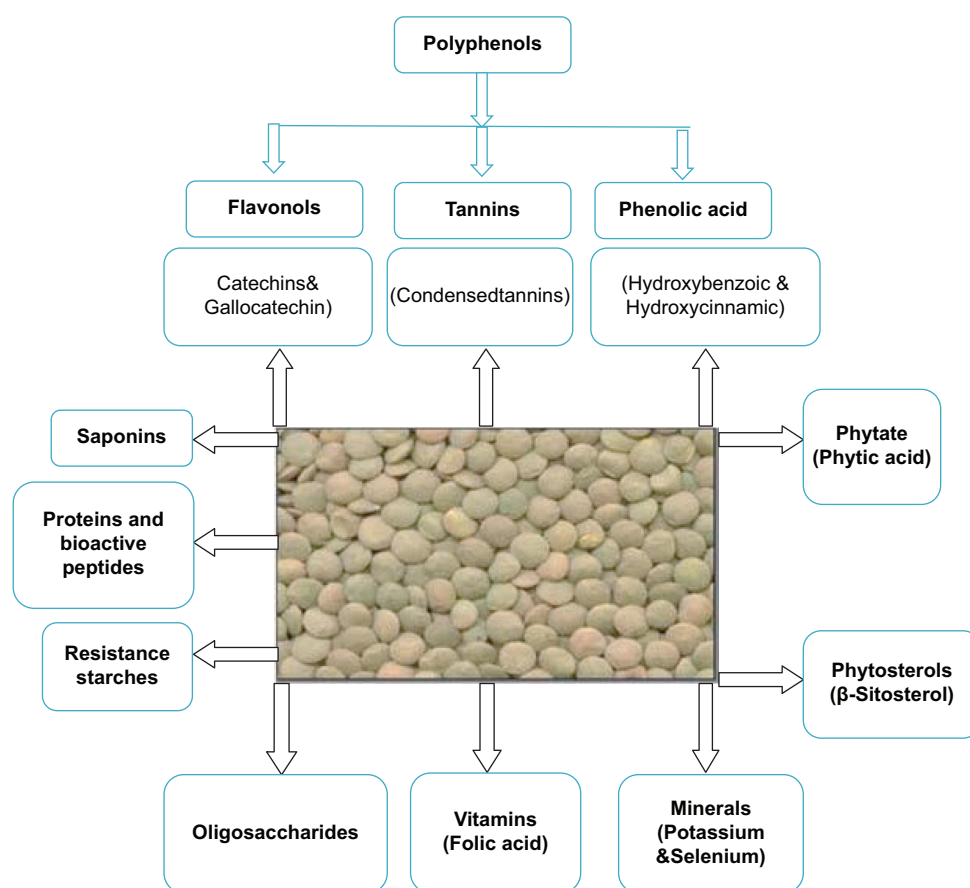 Polyphenols
Flavonols
Tannins
Phenolic acid
Catechins&
Gallocatechin)
(Condensedtannins)
(Hydroxybenzoic &
Hydroxycinnamic)
Saponins
Phytate
(Phytic acid)
Proteins and
bioactive
peptides
Resistance
starches
Phytosterols
(β-Sitosterol)
Oligosaccharides
Vitamins
(Folic acid)
Minerals
(Potassium
&Selenium)